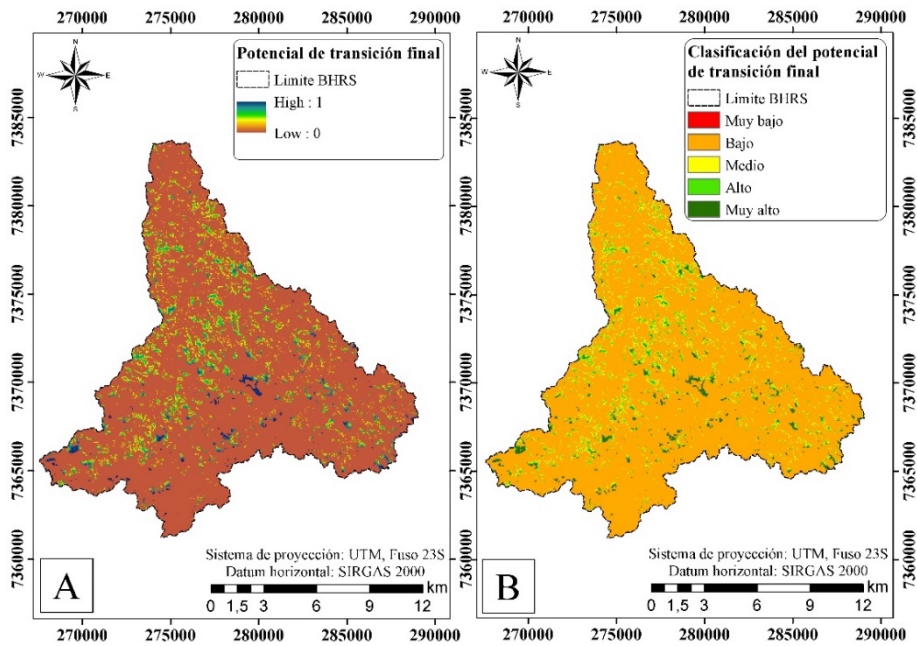 270000 275000 280000 285000 290000
N
W E
S
Potencial de transición final
Limite BHRS
High : 1
Low : 0
7385000
7380000
7375000
7370000
7365000
7360000
Sistema de proyección: UTM, Fuso 23S
Datum horizontal: SIRGAS 2000
km
0 1,5 3 6 9 12
A
270000 275000 280000 285000 290000
270000 275000 280000 285000 290000
N
W E
S
Clasificación del potencial
de transición final
Limite BHRS
Muy bajo
Bajo
Medio
Alto
Muy alto
7385000
7380000
7375000
7370000
7365000
7360000
7385000
7380000
7375000
7370000
7365000
7360000
Sistema de proyección: UTM, Fuso 23S
Datum horizontal: SIRGAS 2000
km
0 1,5 3 6 9 12
B
270000 275000 280000 285000 290000